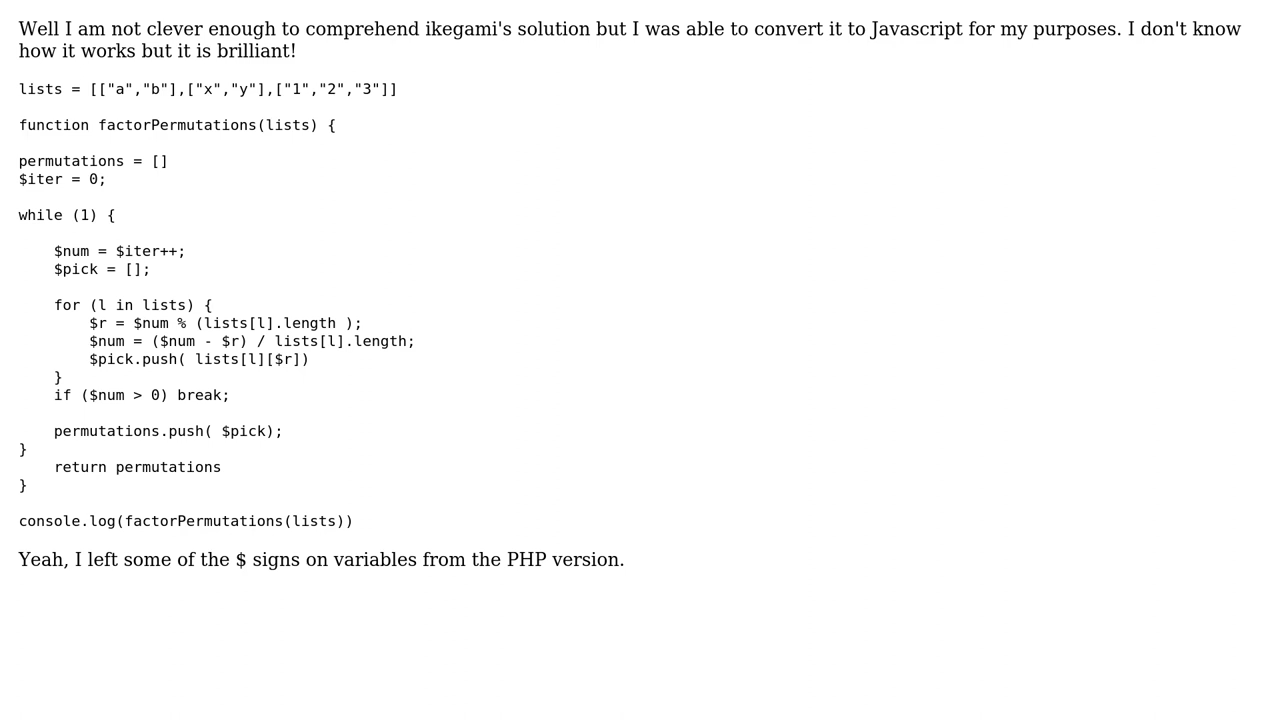 Well I am not clever enough to comprehend ikegami's solution but I was able to convert it to Javascript for my purposes. I don't know
how it works but it is brilliant!
lists = [["a","b"],["x","y"],["1","2","3"]]
function factorPermutations(lists) {
permutations = []
$iter = 0;
while (1) {
    $num = $iter++;
    $pick = [];
    for (l in lists) {
        $r = $num % (lists[l].length );
        $num = ($num - $r) / lists[l].length;
        $pick.push( lists[l][$r])
    }
    if ($num > 0) break;
    permutations.push( $pick);
}
    return permutations
}
console.log(factorPermutations(lists))
Yeah, I left some of the $ signs on variables from the PHP version.